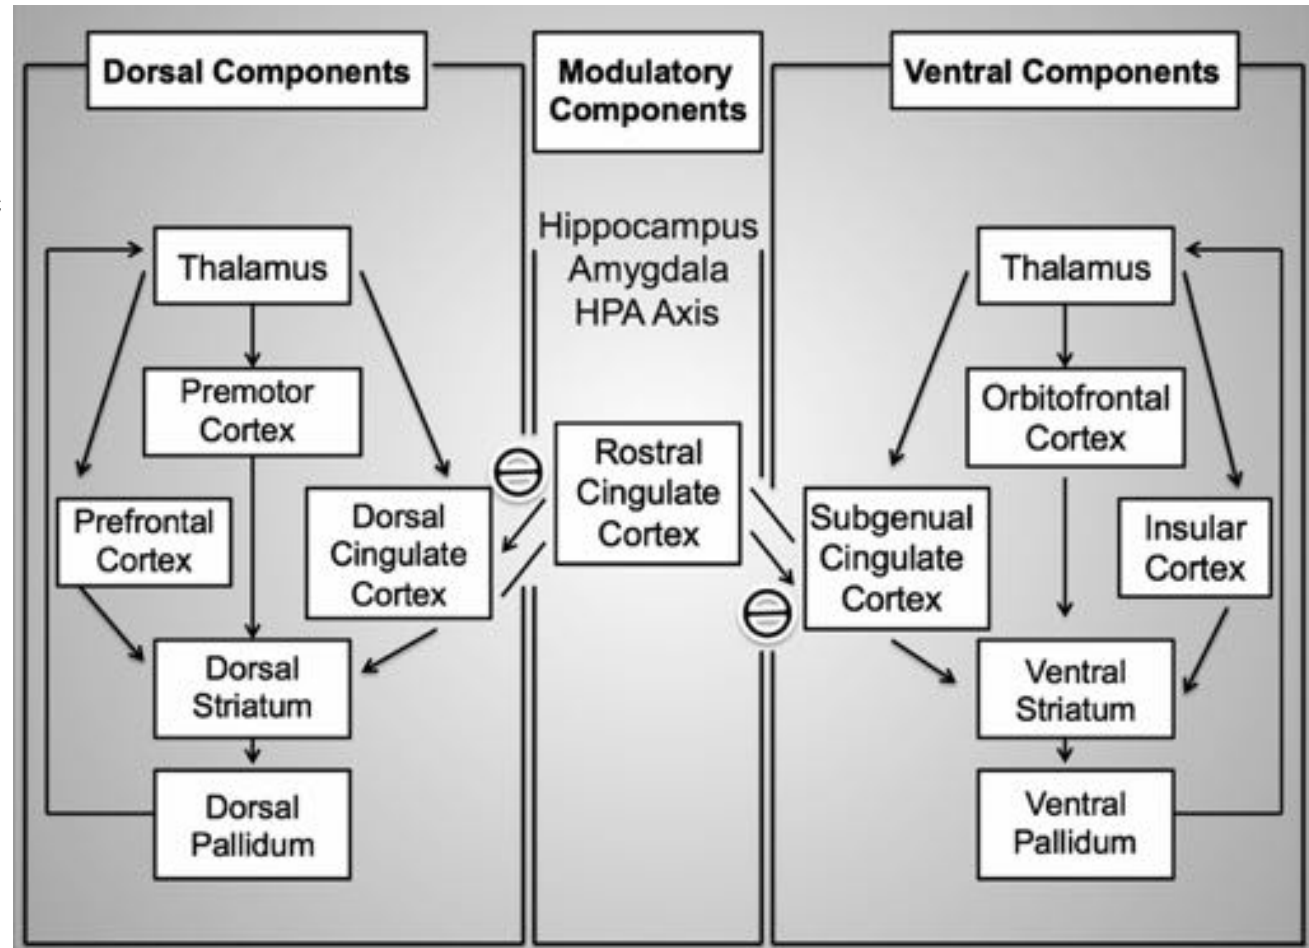 Dorsal Components
Modulatory
Components
Ventral Components
Hippocampus
Amygdala
HPA Axis
Thalamus
Premotor
Cortex
Prefrontal
Cortex
Dorsal
Cingulate
Cortex
Dorsal
Striatum
Dorsal
Pallidum
Rostral
Cingulate
Cortex
Thalamus
Orbitofrontal
Cortex
Subgenual
Cingulate
Cortex
Insular
Cortex
Ventral
Striatum
Ventral
Pallidum